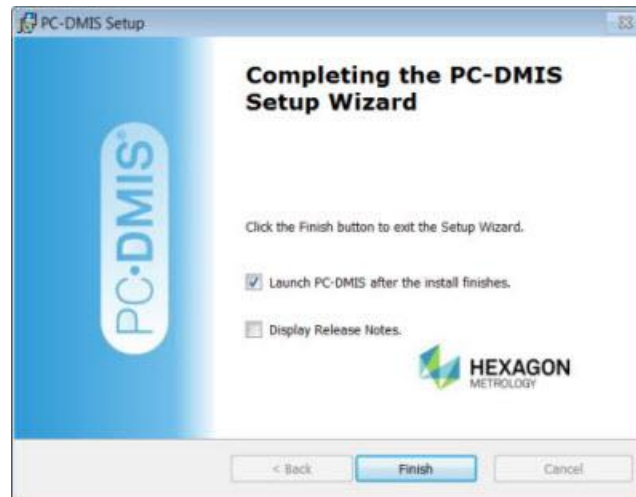 PC-DMIS Setup
Completing the PC-DMIS
Setup Wizard
PC•DMIS®
Click the Finish button to exit the Setup Wizard.
Launch PC-DMIS after the install finishes.
Display Release Notes.
HEXAGON
METROLOGY
< Back
Finish
Cancel